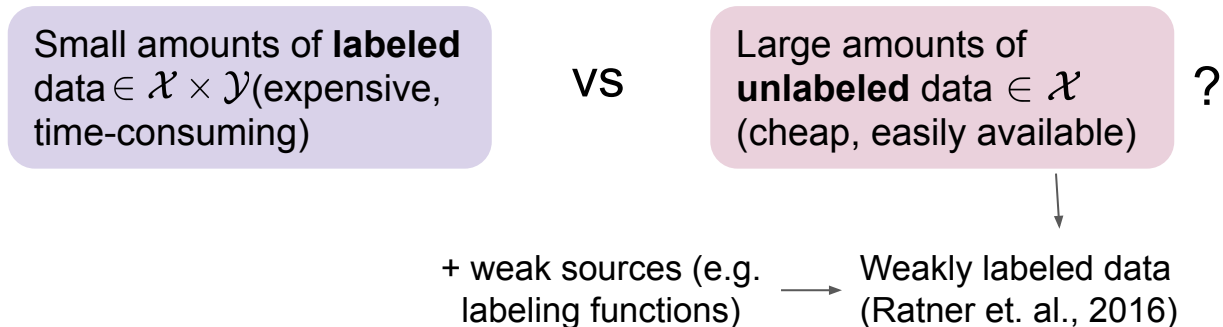 Small amounts of labeled
data ∈ 𝒳 × 𝒴(expensive,
time-consuming)
vs
Large amounts of
unlabeled data ∈ 𝒳
(cheap, easily available)
?
+ weak sources (e.g.
labeling functions)
Weakly labeled data
(Ratner et. al., 2016)